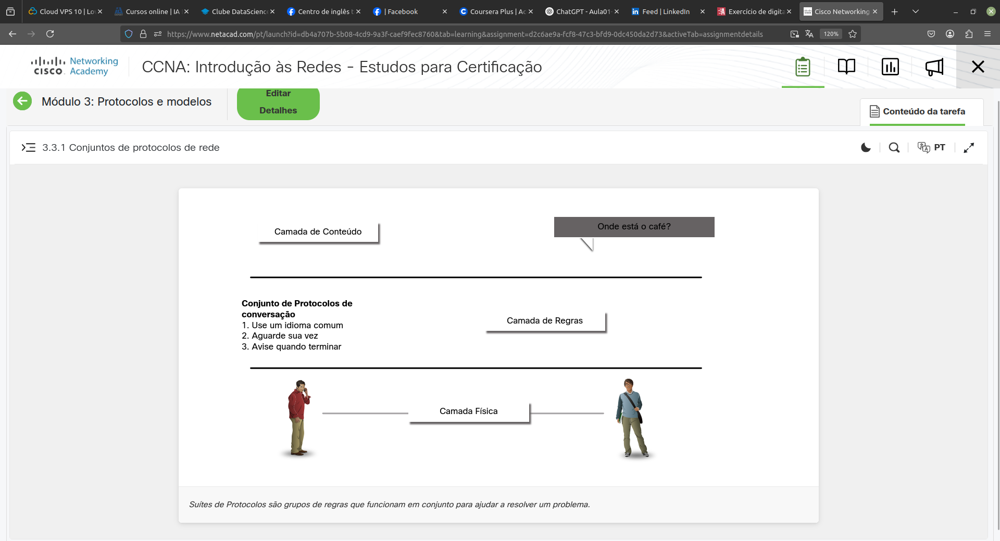 Cloud VPS 10 | Lo
Cursos online | IA
Clube DataScienc
Centro de inglês t
| Facebook
Coursera Plus | Ac
ChatGPT - Aula01
Feed | LinkedIn
Exercício de digita
Cisco Networking
https://www.netacad.com/pt/launch?id=db4a707b-5b08-4cd9-9a3f-caef9fec8760&tab=learning&assignment=d2c6ae9a-fcf8-47c3-bfd9-0dc450da2d73&activeTab=assignmentdetails
120%
cisco Networking Academy
CCNA: Introdução às Redes - Estudos para Certificação
Módulo 3: Protocolos e modelos
Editar
Detalhes
Conteúdo da tarefa
3.3.1 Conjuntos de protocolos de rede
PT
Camada de Conteúdo
Onde está o café?
Conjunto de Protocolos de
conversação
1. Use um idioma comum
2. Aguarde sua vez
3. Avise quando terminar
Camada de Regras
Camada Física
Suítes de Protocolos são grupos de regras que funcionam em conjunto para ajudar a resolver um problema.